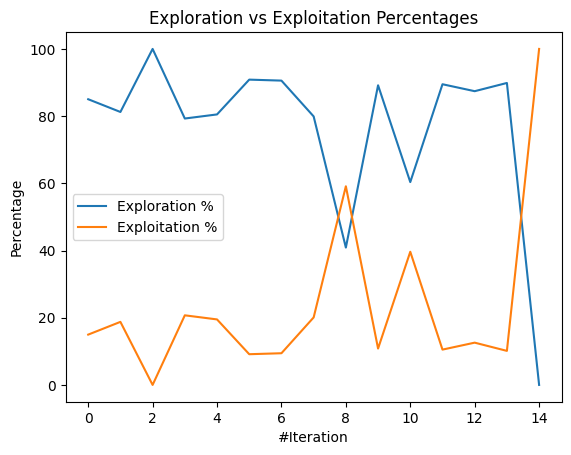 Exploration vs Exploitation Percentages
100
80
60
40
20
0
Percentage
Exploration %
Exploitation %
0 2 4 6 8 10 12 14
#Iteration